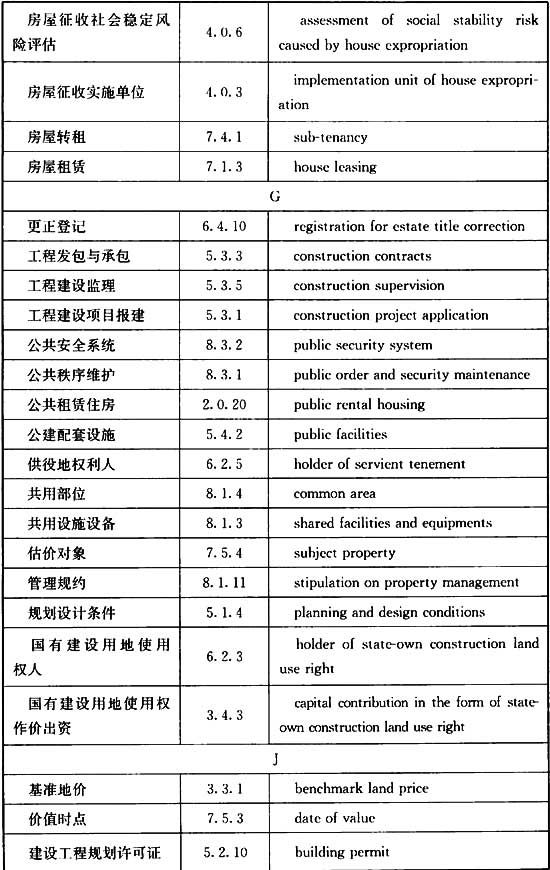 房屋征收社会稳定风
险评估
4.0.6
assessment of social stability risk
caused by house expropriation
房屋征收实施单位
4.0.3
implementation unit of house expropri-
ation
房屋转租
7.4.1
sub-tenancy
房屋租赁
7.1.3
house leasing
G
更正登记
6.4.10
registration for estate title correction
工程发包与承包
5.3.3
construction contracts
工程建设监理
5.3.5
construction supervision
工程建设项目报建
5.3.1
construction project application
公共安全系统
8.3.2
public security system
公共秩序维护
8.3.1
public order and security maintenance
公共租赁住房
2.0.20
public rental housing
公建配套设施
5.4.2
public facilities
供役地权利人
6.2.5
holder of servient tenement
共用部位
8.1.4
common area
共用设施设备
8.1.3
shared facilities and equipments
估价对象
7.5.4
subject property
管理规约
8.1.11
stipulation on property management
规划设计条件
5.1.4
planning and design conditions
国有建设用地使用
权人
6.2.3
holder of state-own construction land
use right
国有建设用地使用权
作价出资
3.4.3
capital contribution in the form of state-
own construction land use right
J
基准地价
3.3.1
benchmark land price
价值时点
7.5.3
date of value
建设工程规划许可证
5.2.10
building permit